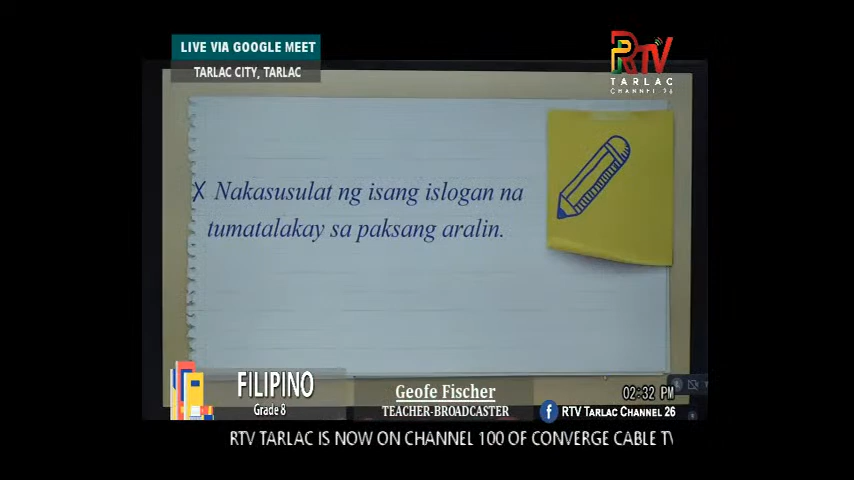 LIVE VIA GOOGLE MEET
TARLAC CITY, TARLAC
RTV
TARLAC
CHANNEL 26
X Nakasusulat ng isang islogan na
tumatalakay sa paksang aralin.
FILIPINO
Grade 8
Geofe Fischer
TEACHER-BROADCASTER
02:32 PM
f RTV TARLAC CHANNEL 26
RTV TARLAC IS NOW ON CHANNEL 100 OF CONVERGE CABLE TV